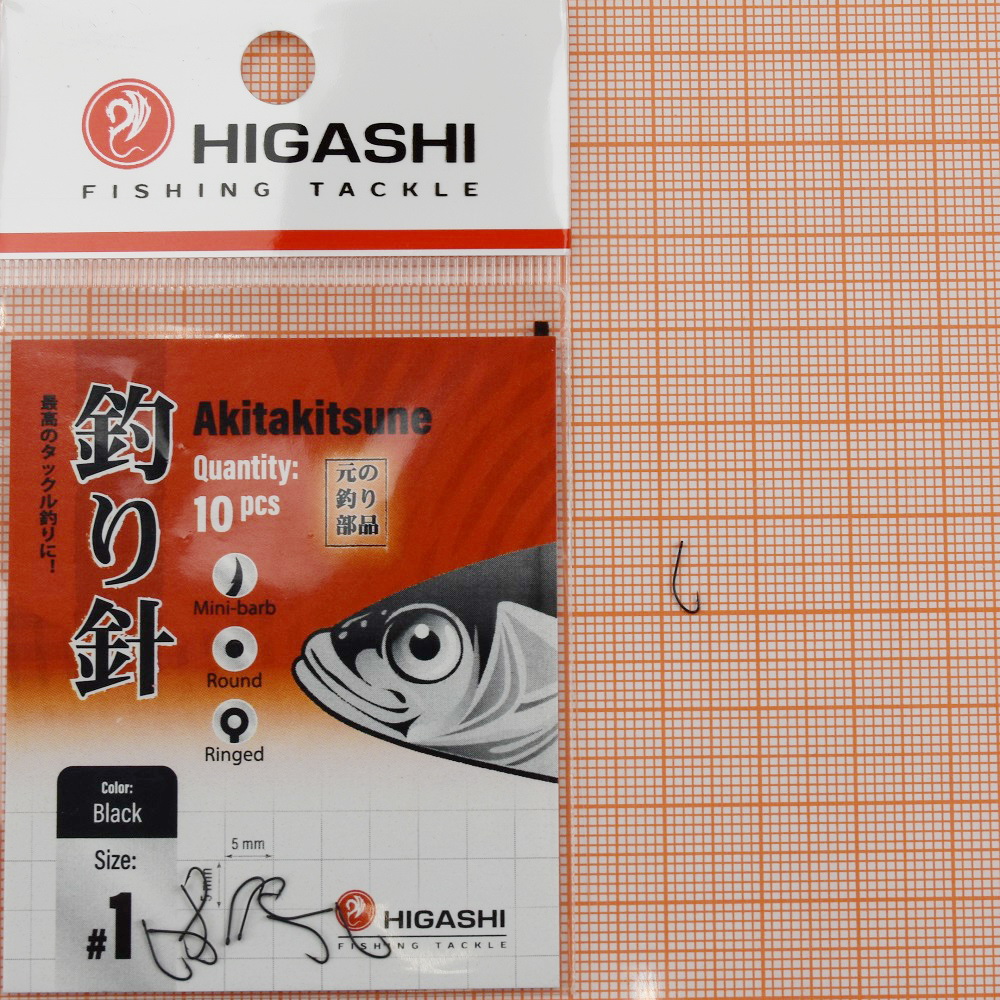 HIGASHI
FISHING TACKLE
最高のタックル釣りに!
釣り針
Akitakitsune
Quantity:
10 pcs
元の
釣り
部品
Mini-barb
Round
Ringed
Color:
Black
Size:
#1
5 mm
5 mm
HIGASHI
FISHING TACKLE